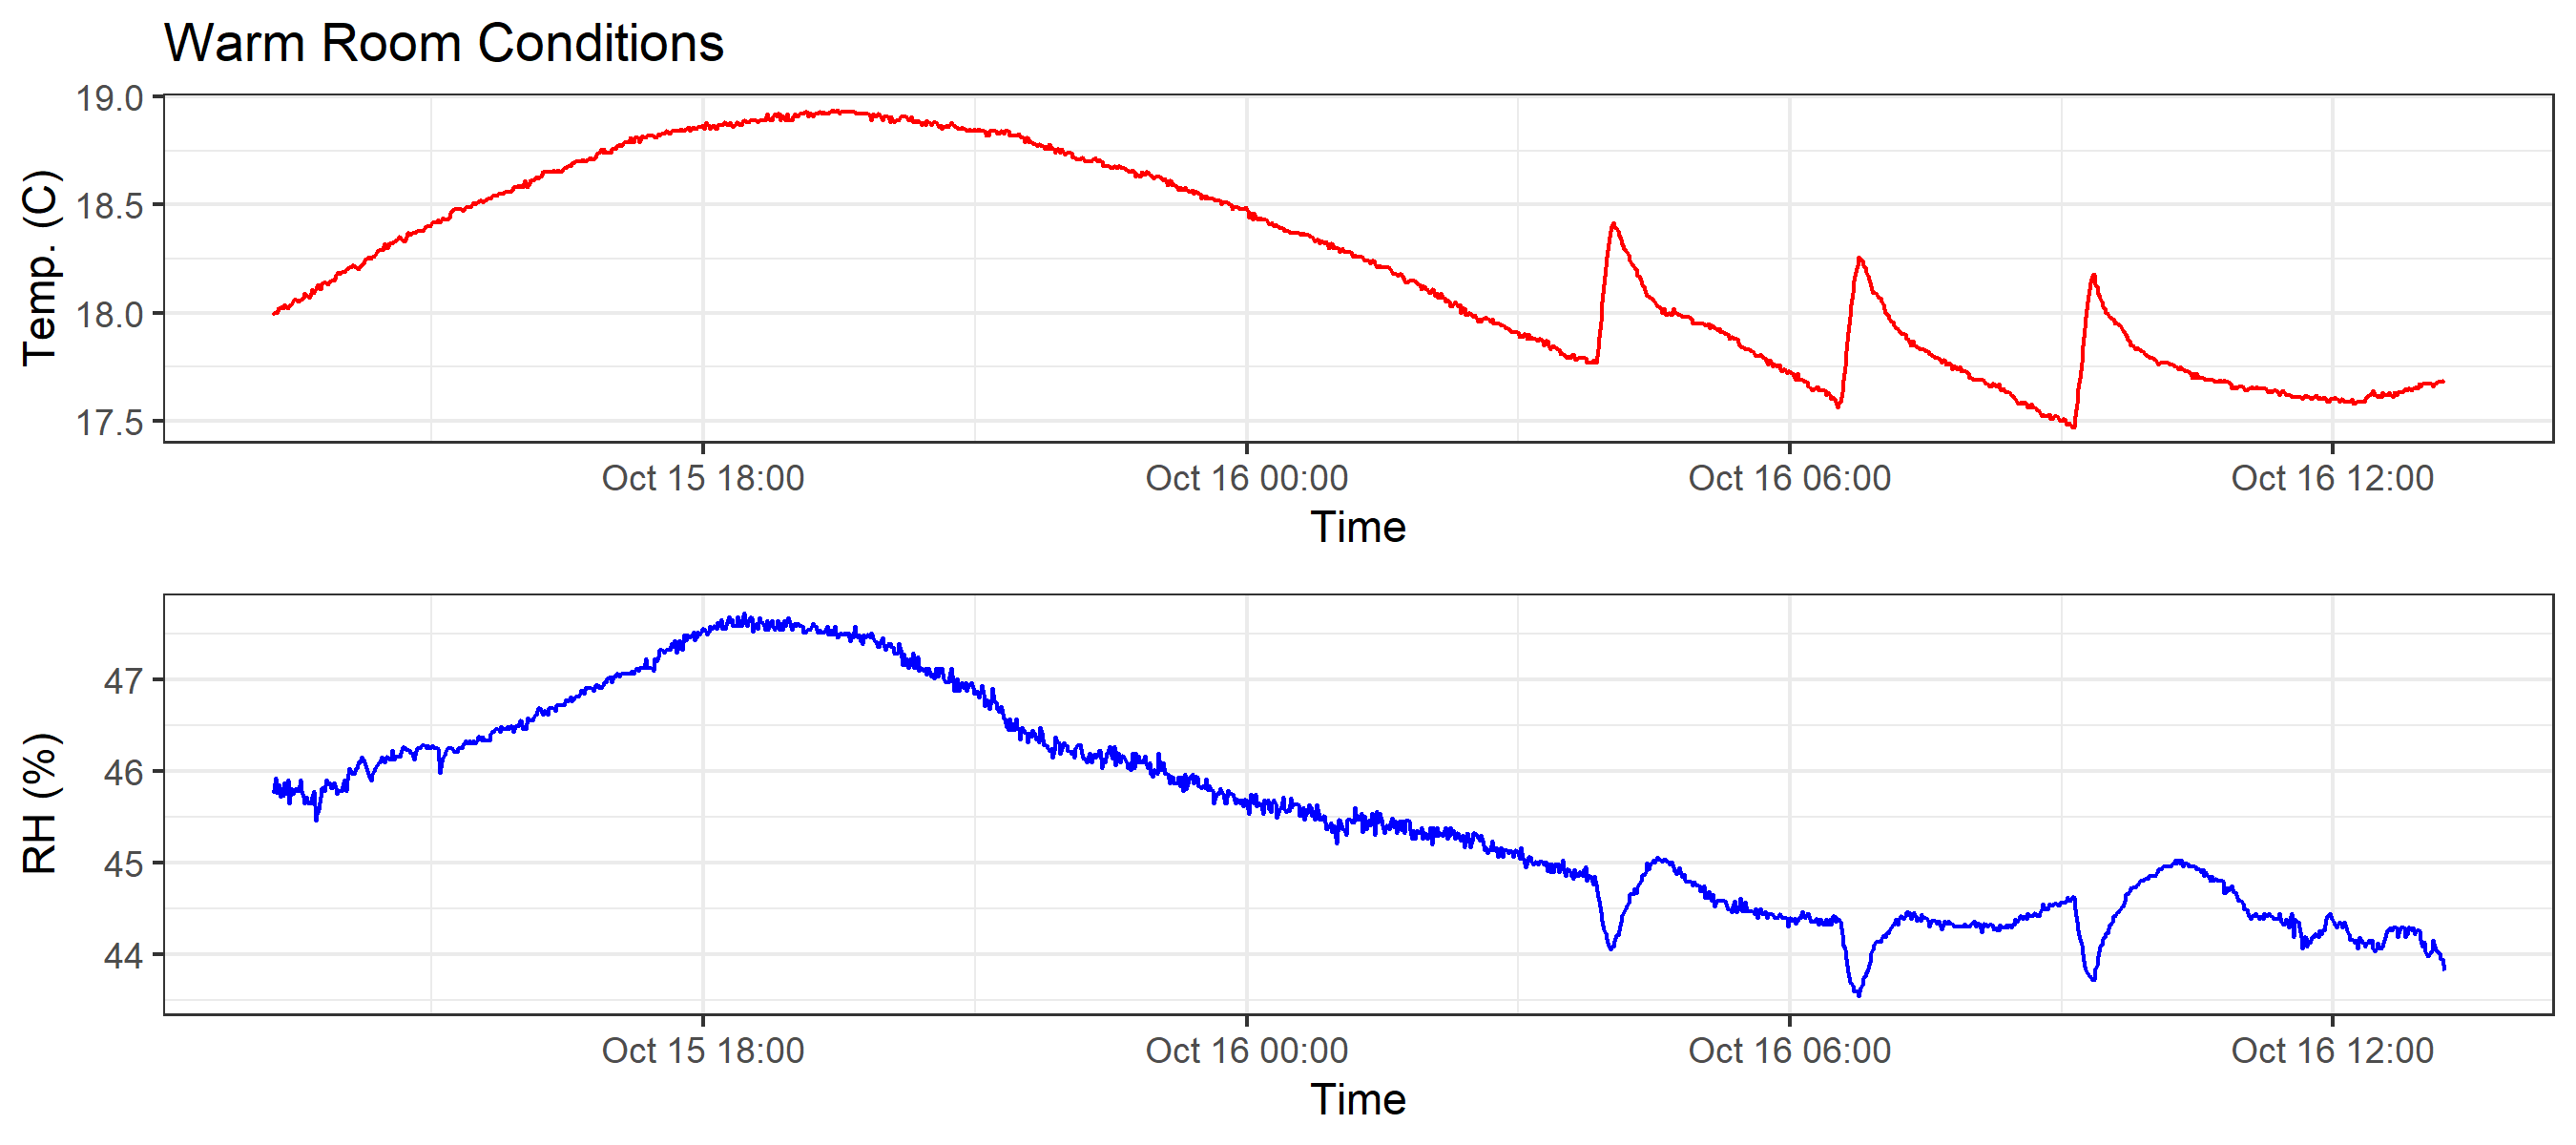 Warm Room Conditions
Temp. (C)
19.0
18.5
18.0
17.5
Oct 15 18:00 Oct 16 00:00 Oct 16 06:00 Oct 16 12:00
Time
RH (%)
47
46
45
44
Oct 15 18:00 Oct 16 00:00 Oct 16 06:00 Oct 16 12:00
Time